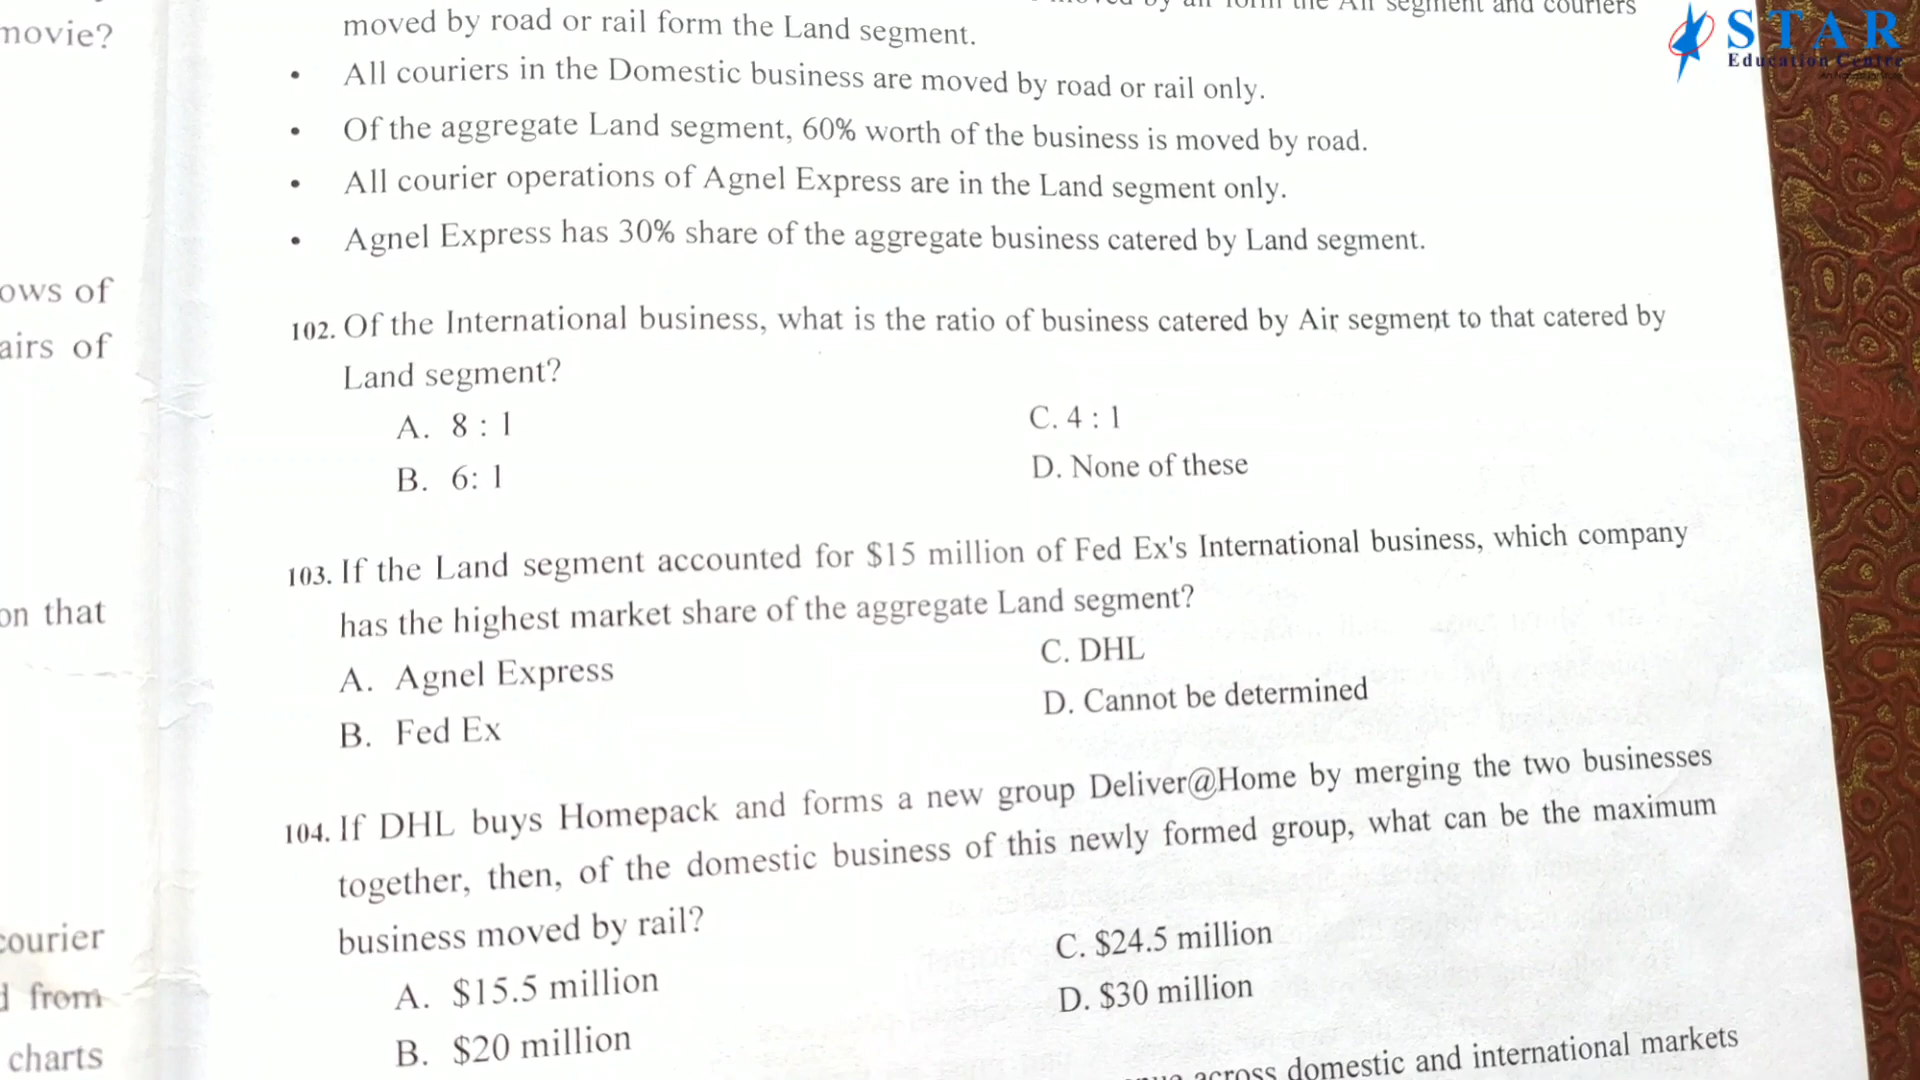 movie?
segment and couriers
moved by road or rail form the Land segment.
• All couriers in the Domestic business are moved by road or rail only.
• Of the aggregate Land segment, 60% worth of the business is moved by road.
• All courier operations of Agnel Express are in the Land segment only.
• Agnel Express has 30% share of the aggregate business catered by Land segment.
ows of
airs of
102. Of the International business, what is the ratio of business catered by Air segment to that catered by
Land segment?
A. 8 : 1
C. 4 : 1
B. 6: 1
D. None of these
103. If the Land segment accounted for $15 million of Fed Ex's International business, which company
has the highest market share of the aggregate Land segment?
A. Agnel Express
C. DHL
B. Fed Ex
D. Cannot be determined
on that
104. If DHL buys Homepack and forms a new group Deliver@Home by merging the two businesses
together, then, of the domestic business of this newly formed group, what can be the maximum
business moved by rail?
A. $15.5 million
C. $24.5 million
B. $20 million
D. $30 million
courier
d from
charts
across domestic and international markets
STAR
Education Centre